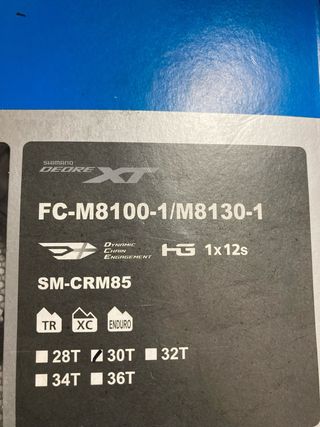 SHIMANO
DEORE XT
FC-M8100-1/M8130-1
DYNAMIC CHAIN ENGAGEMENT HG 1x12s
SM-CRM85
TR XC ENDURO
28T 30T 32T
34T 36T